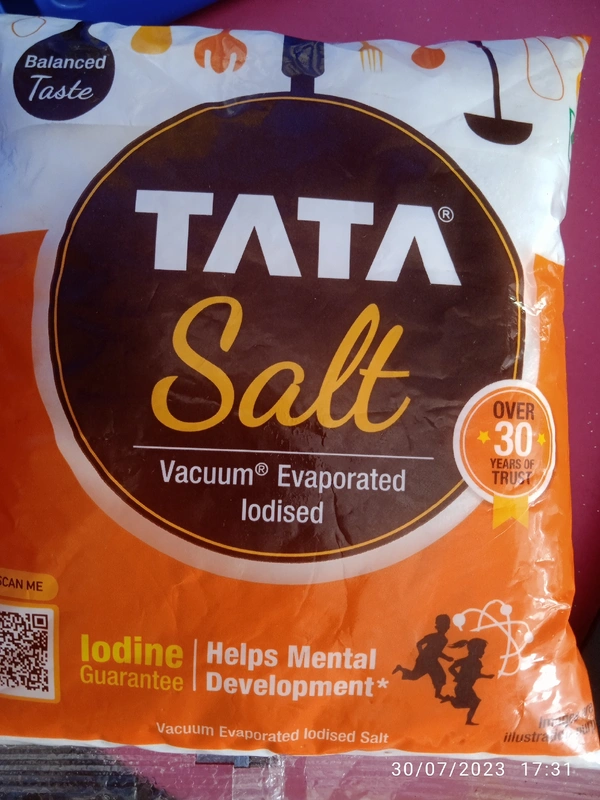 Balanced
Taste
TATA®
Salt
Vacuum® Evaporated
Iodised
OVER
30
YEARS OF
TRUST
SCAN ME
Iodine
Guarantee
Helps Mental
Development*
Vacuum Evaporated Iodised Salt
30/07/2023 17:31